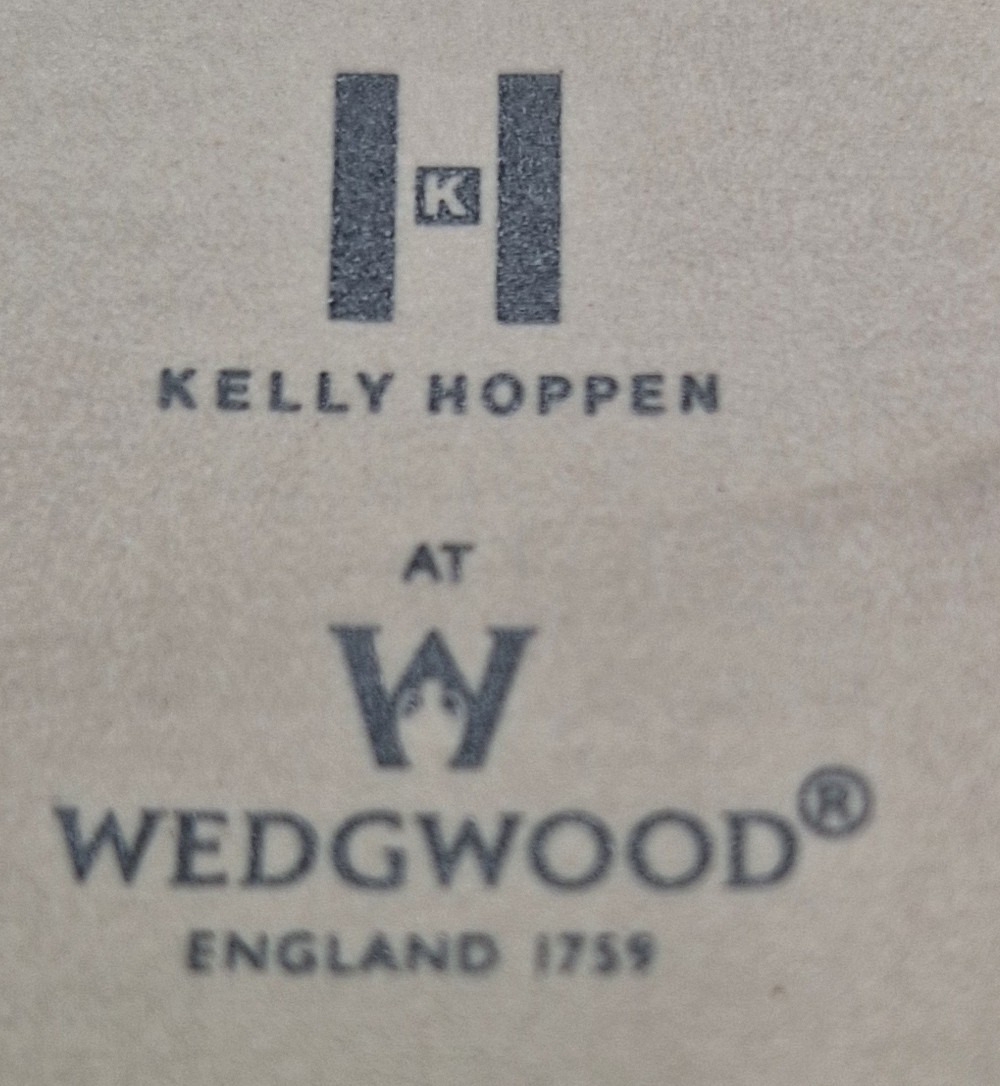 H
K
KELLY HOPPEN
AT
W
WEDGWOOD®
ENGLAND 1759